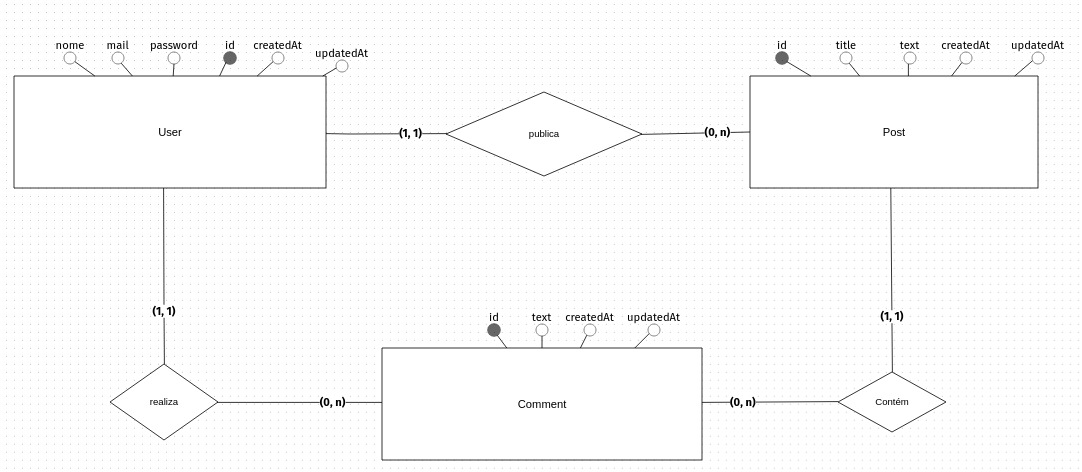 nome mail password id createdAt updatedAt
id title text createdAt updatedAt
User (1, 1) publica (0, n) Post
(1, 1)
(1, 1)
id text createdAt updatedAt
realiza (0, n) Comment (0, n) Contém